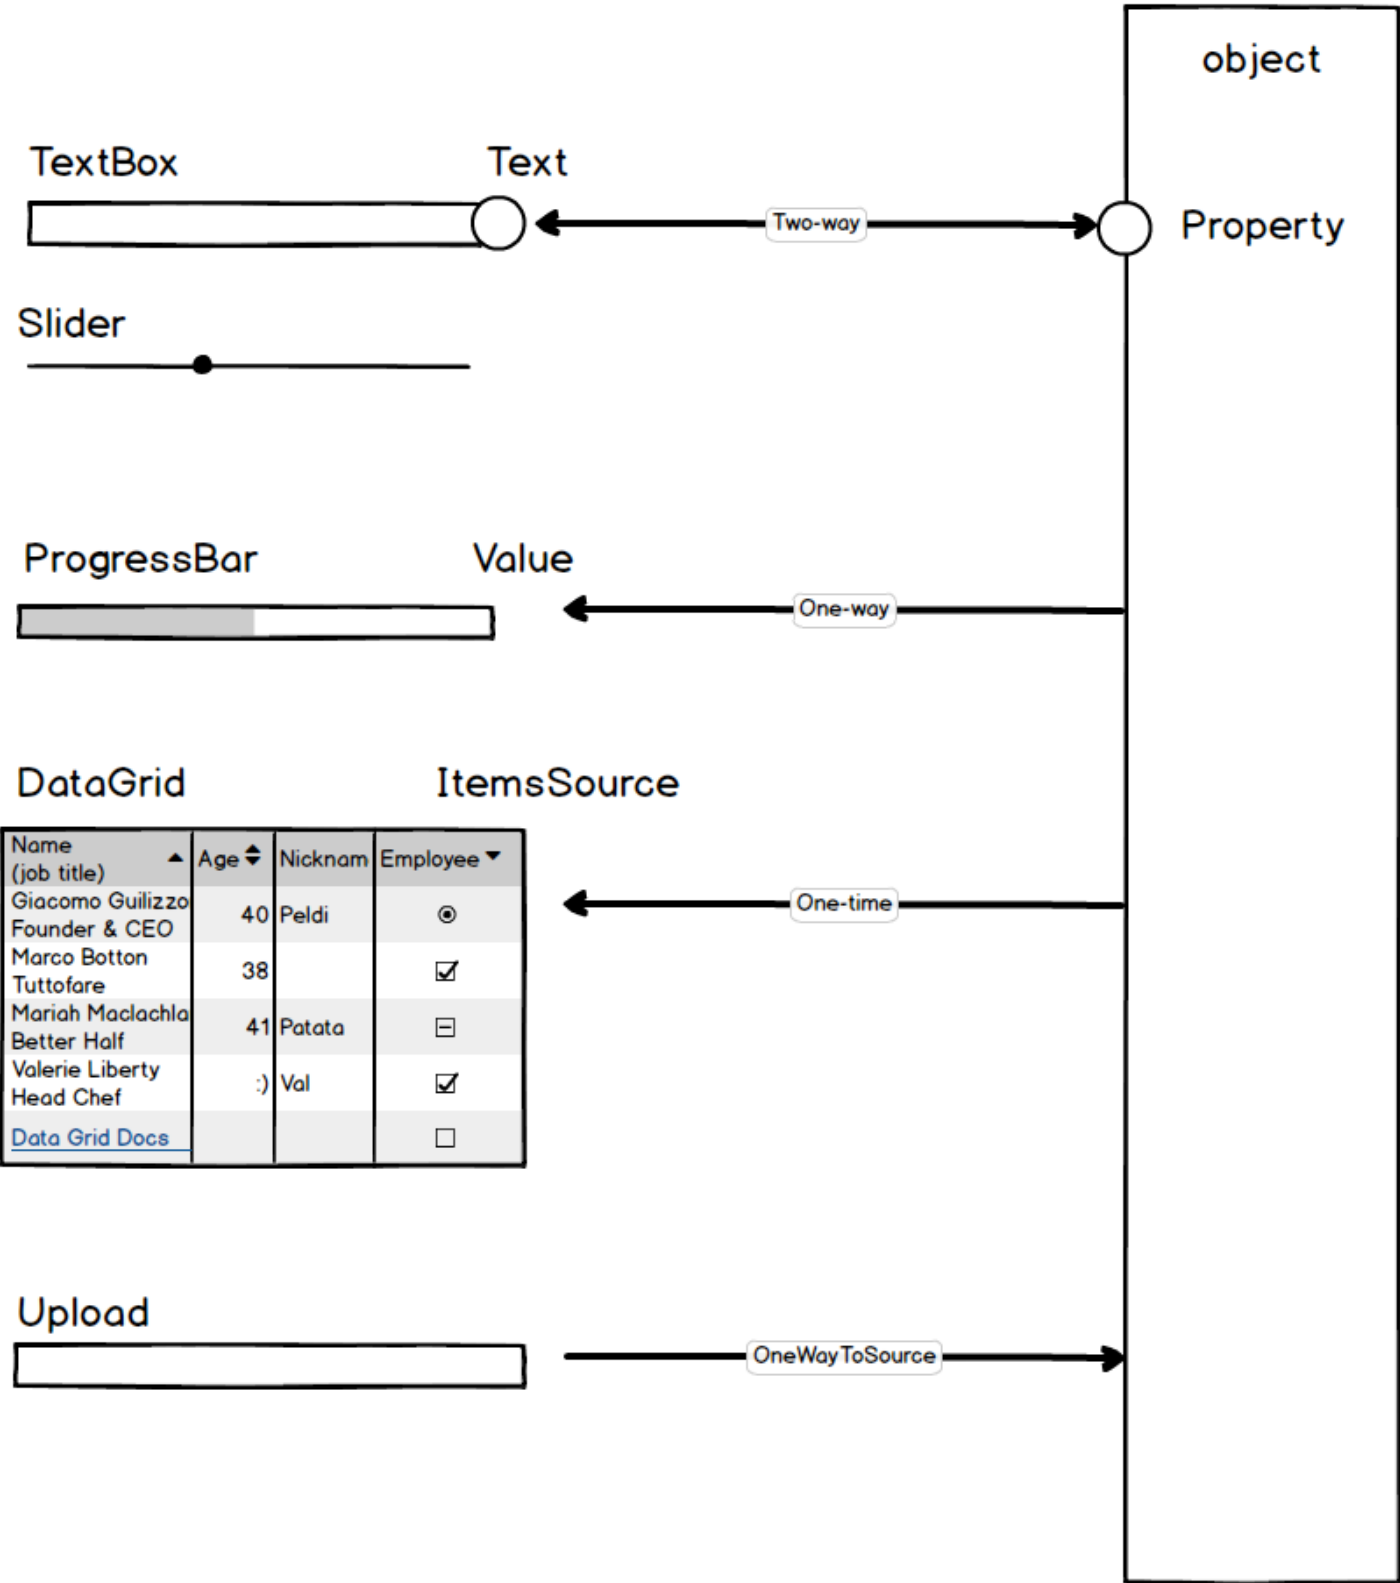 object
TextBox
Text
Two-way
Property
Slider
ProgressBar
Value
One-way
DataGrid
ItemsSource
Name
(job title)
Age
Nicknam
Employee
Giacomo Guilizzo
Founder & CEO
40
Peldi
Marco Botton
Tuttofare
38
Mariah Maclachla
Better Half
41
Patata
Valerie Liberty
Head Chef
:)
Val
Data Grid Docs
One-time
Upload
OneWayToSource